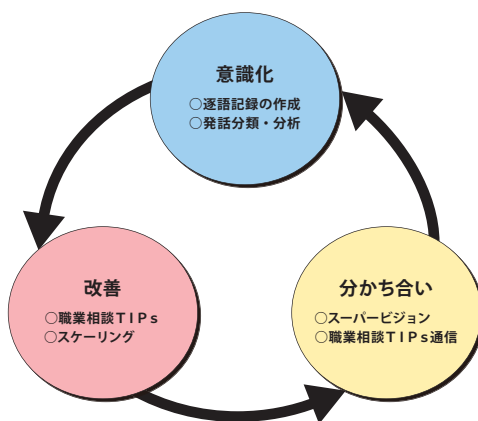 意識化
○逐語記録の作成
○発話分類・分析
改善
○職業相談TIPs
○スケーリング
分かち合い
○スーパービジョン
○職業相談TIPs通信